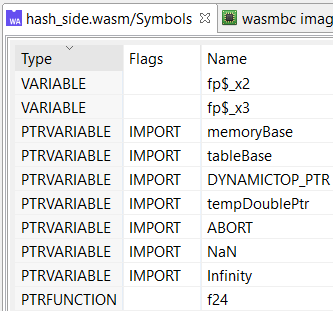 hash_side.wasm/Symbols wasmbc imag
Type Flags Name
VARIABLE fp$_x2
VARIABLE fp$_x3
PTRVARIABLE IMPORT memoryBase
PTRVARIABLE IMPORT tableBase
PTRVARIABLE IMPORT DYNAMICTOP_PTR
PTRVARIABLE IMPORT tempDoublePtr
PTRVARIABLE IMPORT ABORT
PTRVARIABLE IMPORT NaN
PTRVARIABLE IMPORT Infinity
PTRFUNCTION f24